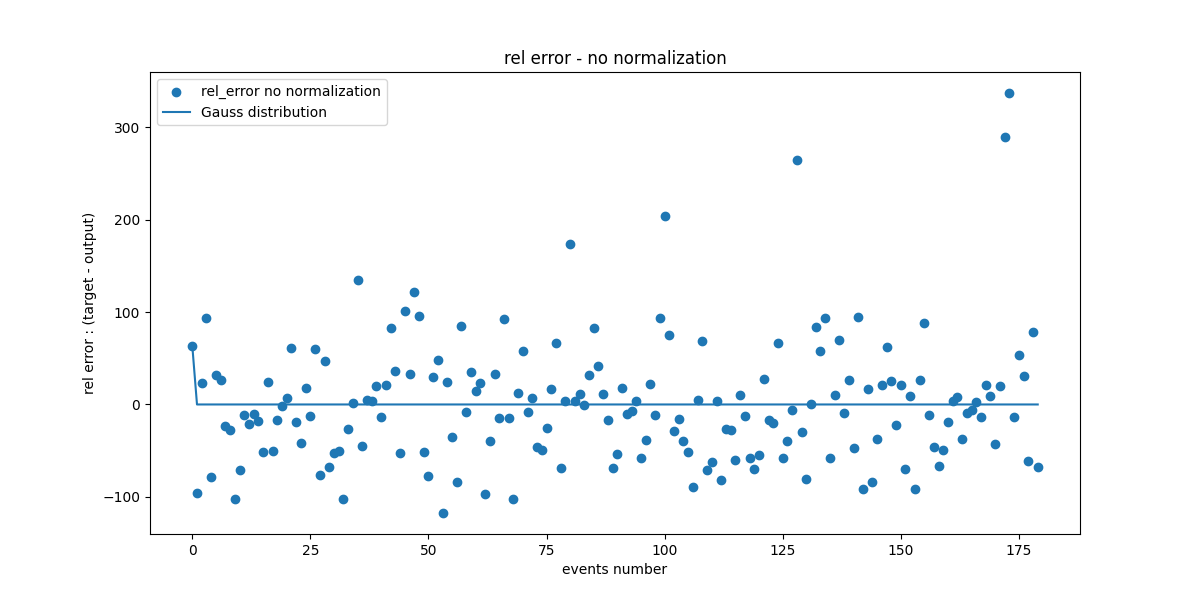 rel error - no normalization
rel_error no normalization
Gauss distribution
300
200
100
0
−100
rel error : (target - output)
0 25 50 75 100 125 150 175
events number